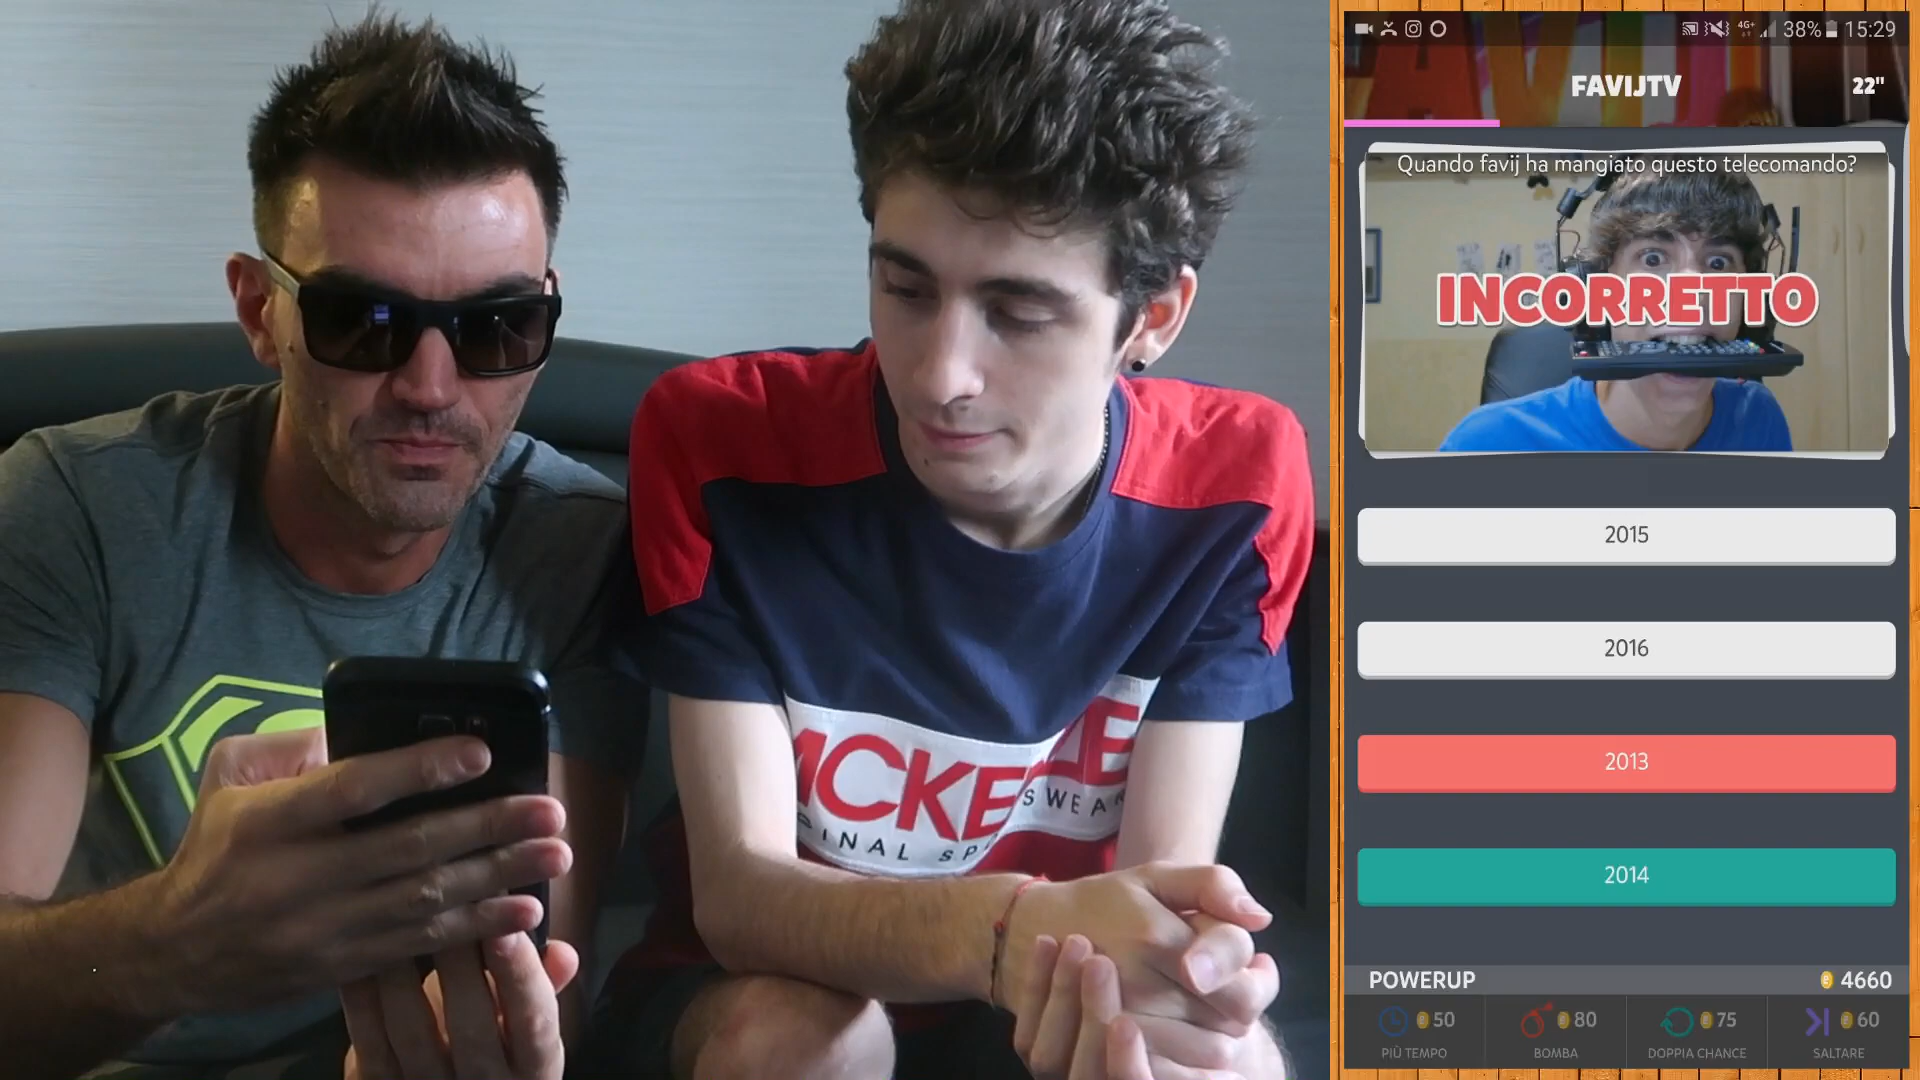 38% 15:29
FAVIJTV
22"
Quando favij ha mangiato questo telecomando?
INCORRETTO
2015
2016
2013
2014
POWERUP
4660
50
80
75
60
PIÙ TEMPO
BOMBA
DOPPIA CHANCE
SALTARE